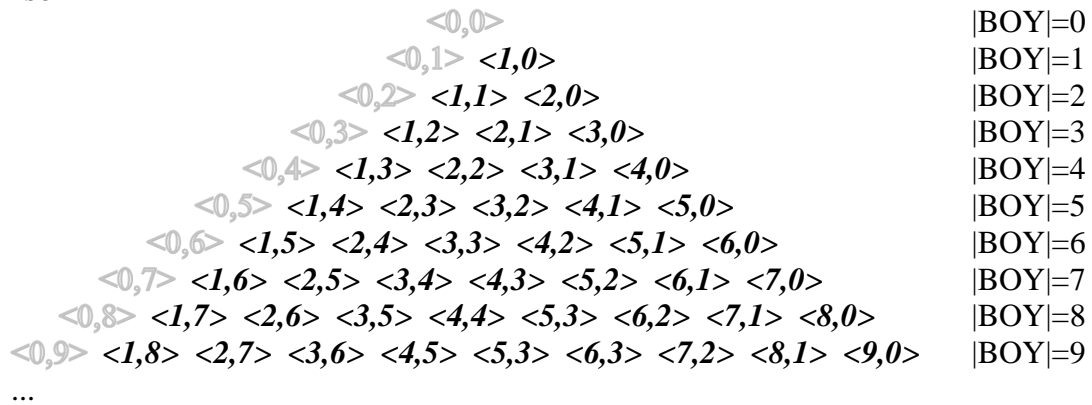 <0,0> |BOY|=0
<0,1> <1,0> |BOY|=1
<0,2> <1,1> <2,0> |BOY|=2
<0,3> <1,2> <2,1> <3,0> |BOY|=3
<0,4> <1,3> <2,2> <3,1> <4,0> |BOY|=4
<0,5> <1,4> <2,3> <3,2> <4,1> <5,0> |BOY|=5
<0,6> <1,5> <2,4> <3,3> <4,2> <5,1> <6,0> |BOY|=6
<0,7> <1,6> <2,5> <3,4> <4,3> <5,2> <6,1> <7,0> |BOY|=7
<0,8> <1,7> <2,6> <3,5> <4,4> <5,3> <6,2> <7,1> <8,0> |BOY|=8
<0,9> <1,8> <2,7> <3,6> <4,5> <5,3> <6,3> <7,2> <8,1> <9,0> |BOY|=9
...